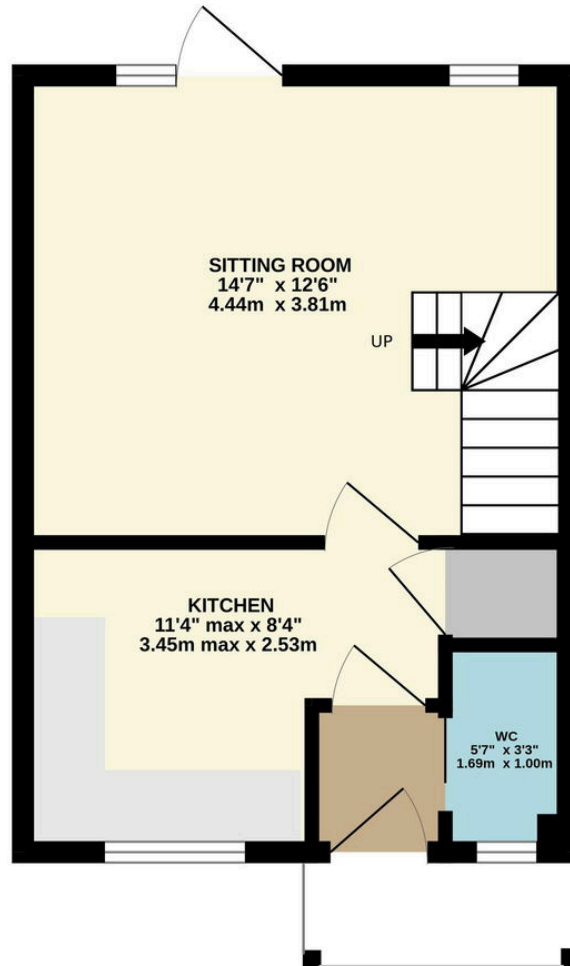 SITTING ROOM
14'7" x 12'6"
4.44m x 3.81m
UP
KITCHEN
11'4" max x 8'4"
3.45m max x 2.53m
WC
5'7" x 3'3"
1.69m x 1.00m